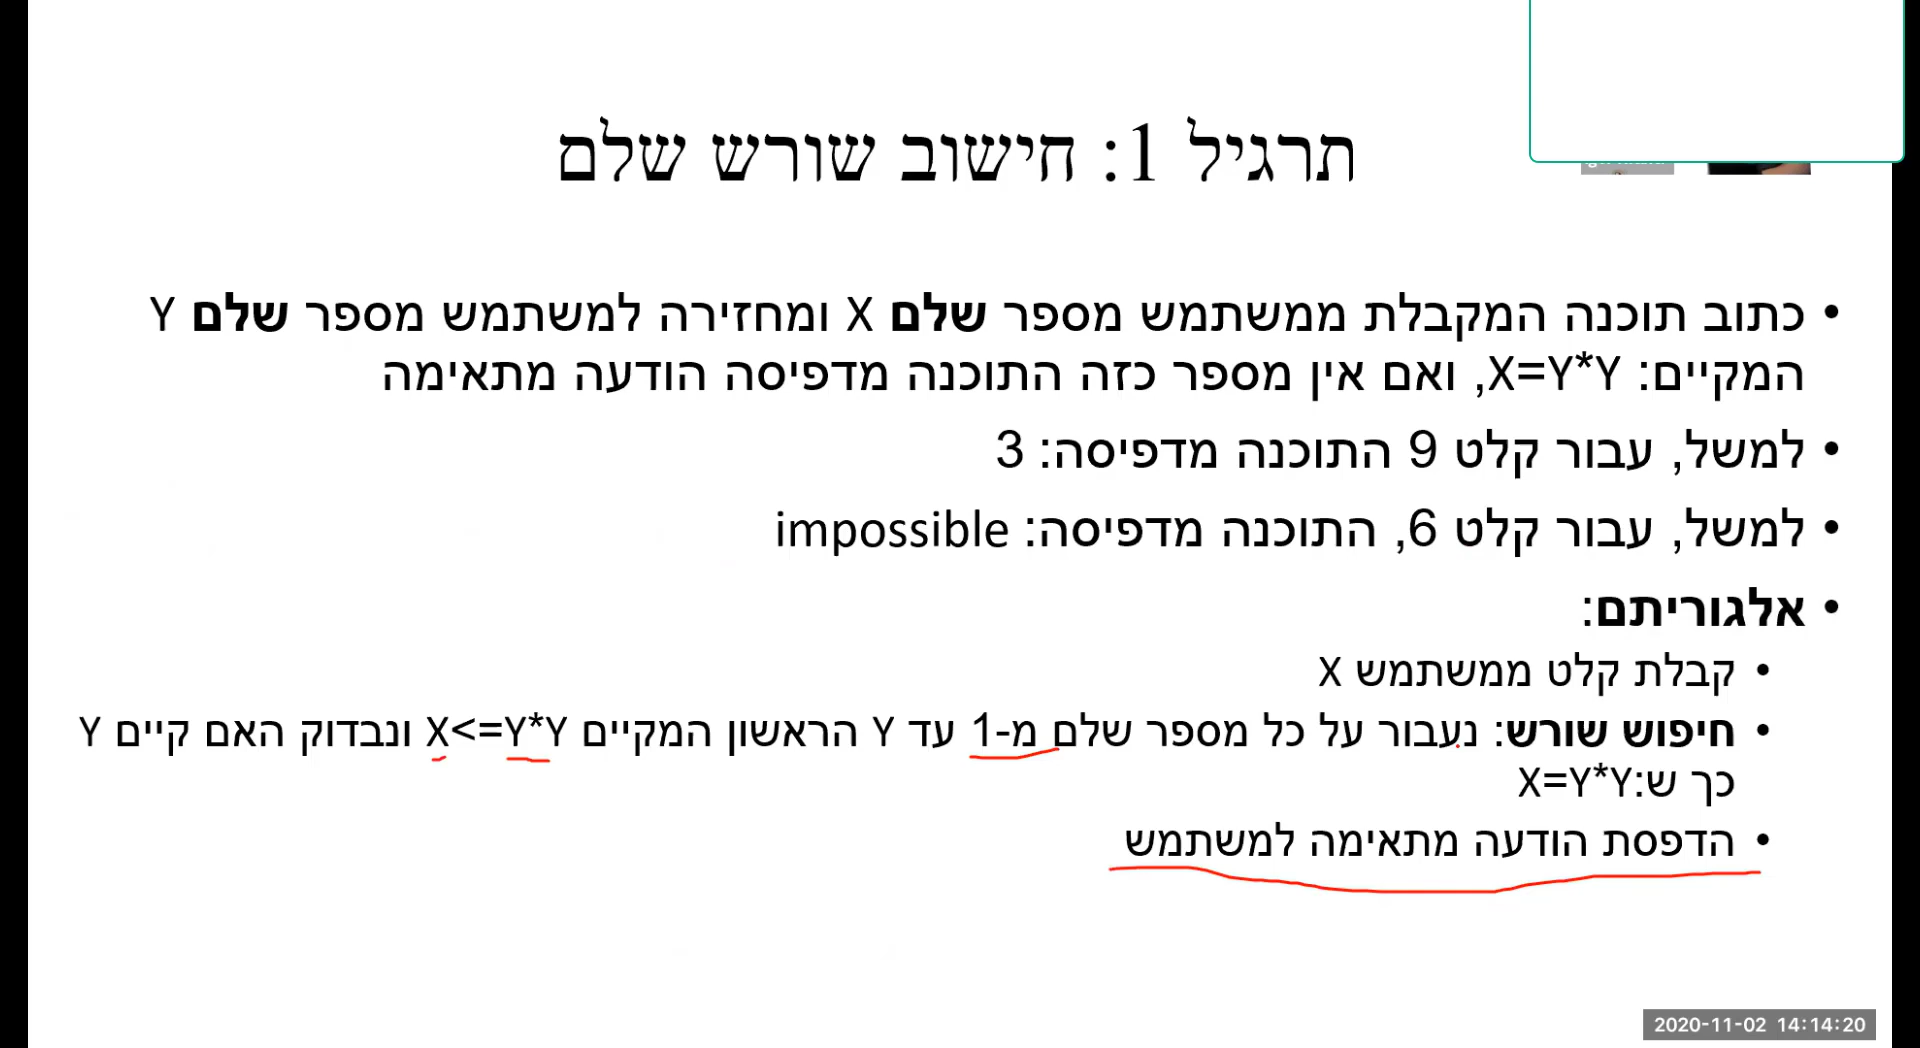 תרגיל 1: חישוב שורש שלם
• כתוב תוכנה המקבלת ממשתמש מספר שלם X ומחזירה למשתמש מספר שלם Y
המקיים: X=Y*Y, ואם אין מספר כזה התוכנה מדפיסה הודעה מתאימה
• למשל, עבור קלט 9 התוכנה מדפיסה: 3
• למשל, עבור קלט 6, התוכנה מדפיסה: impossible
• אלגוריתם:
• קבלת קלט ממשתמש X
• חיפוש שורש: נעבור על כל מספר שלם מ-1 עד Y הראשון המקיים X<=Y*Y ונבדוק האם קיים Y
כך ש:X=Y*Y
• הדפסת הודעה מתאימה למשתמש
2020-11-02 14:14:20